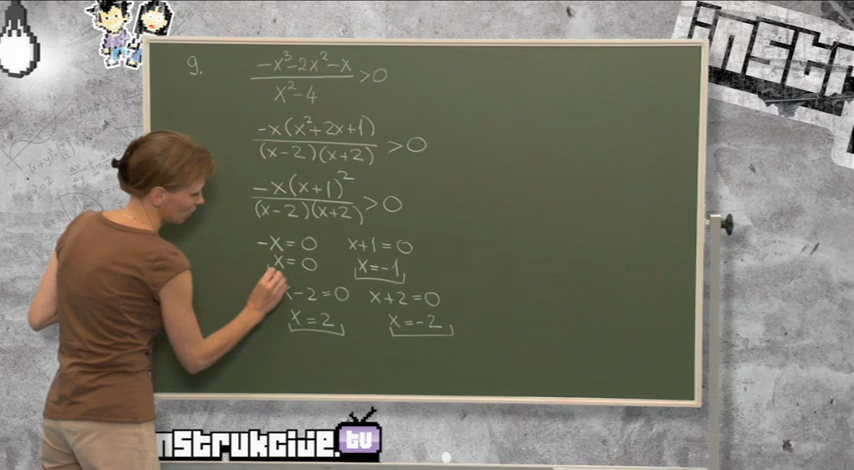 9. -x³-2x²-x / x²-4 >0
-x(x²+2x+1) / (x-2)(x+2) >0
-x(x+1)² / (x-2)(x+2) >0
-x=0 x+1=0
x=0 x=-1
x-2=0 x+2=0
x=2 x=-2
instrukcije.tv